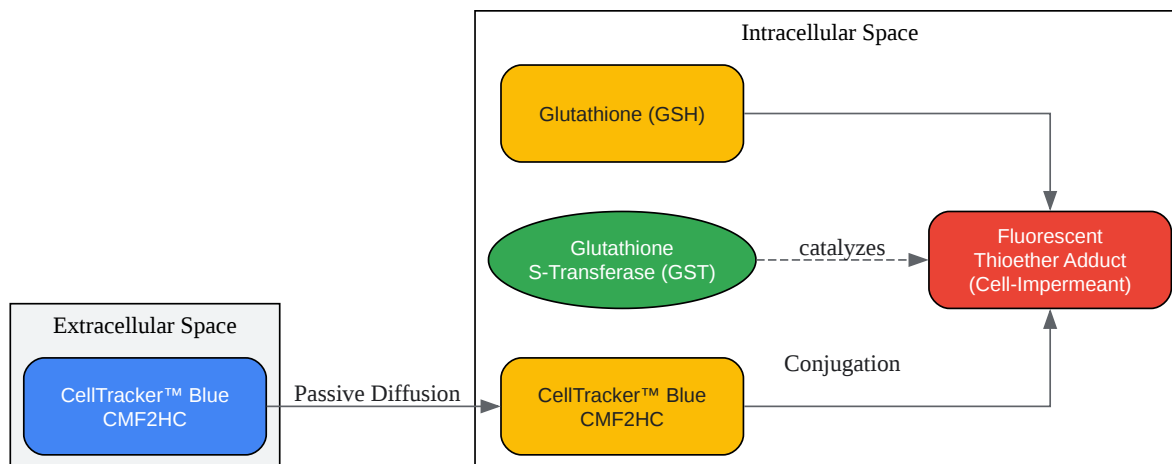 Intracellular Space
Glutathione (GSH)
Glutathione
S-Transferase (GST)
catalyzes
Fluorescent
Thioether Adduct
(Cell-Impermeant)
Extracellular Space
CellTracker™ Blue
CMF2HC
Passive Diffusion
CellTracker™ Blue
CMF2HC
Conjugation